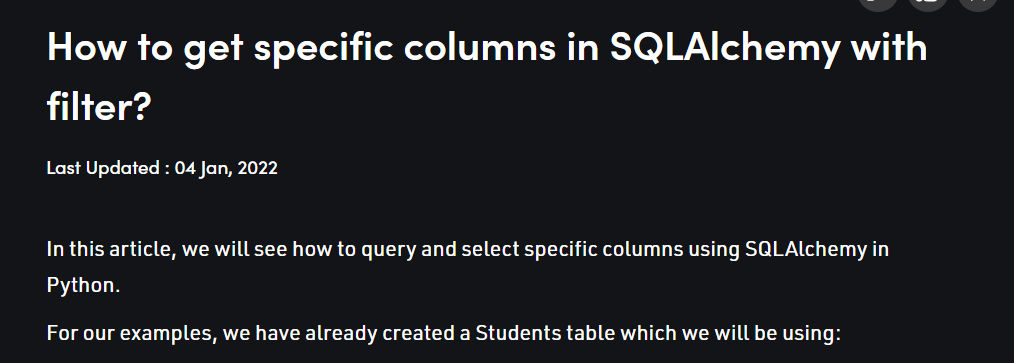 How to get specific columns in SQLAlchemy with
filter?
Last Updated : 04 Jan, 2022
In this article, we will see how to query and select specific columns using SQLAlchemy in
Python.
For our examples, we have already created a Students table which we will be using: